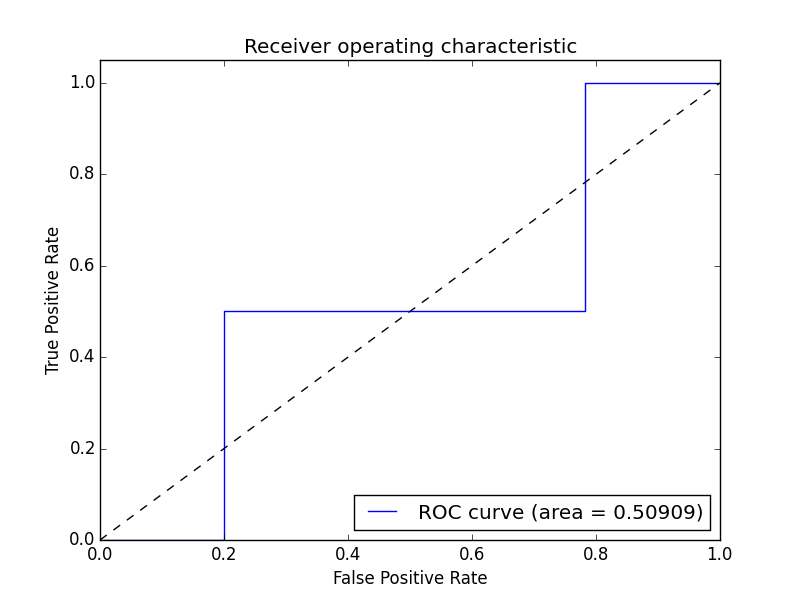 Receiver operating characteristic
True Positive Rate
1.0
0.8
0.6
0.4
0.2
0.0
ROC curve (area = 0.50909)
0.0 0.2 0.4 0.6 0.8 1.0
False Positive Rate